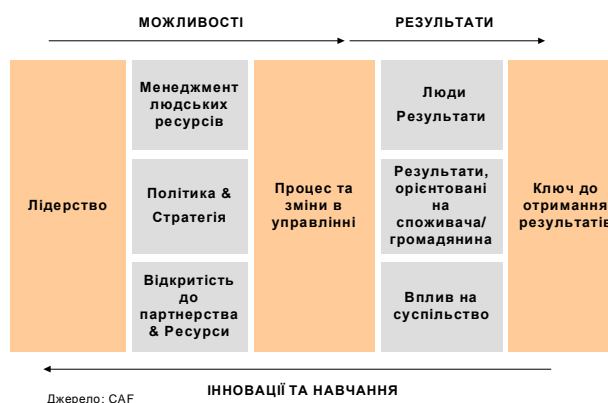 МОЖЛИВОСТІ
РЕЗУЛЬТАТИ
Лідерство
Менеджмент
людських
ресурсів
Політика &
Стратегія
Відкритість
до
партнерства
& Ресурси
Процес та
зміни в
управлінні
Люди
Результати
Результати,
орієнтовані
на
споживача/
громадянина
Вплив на
суспільство
Ключ до
отримання
результатів
ІННОВАЦІЇ ТА НАВЧАННЯ
Джерело: CAF